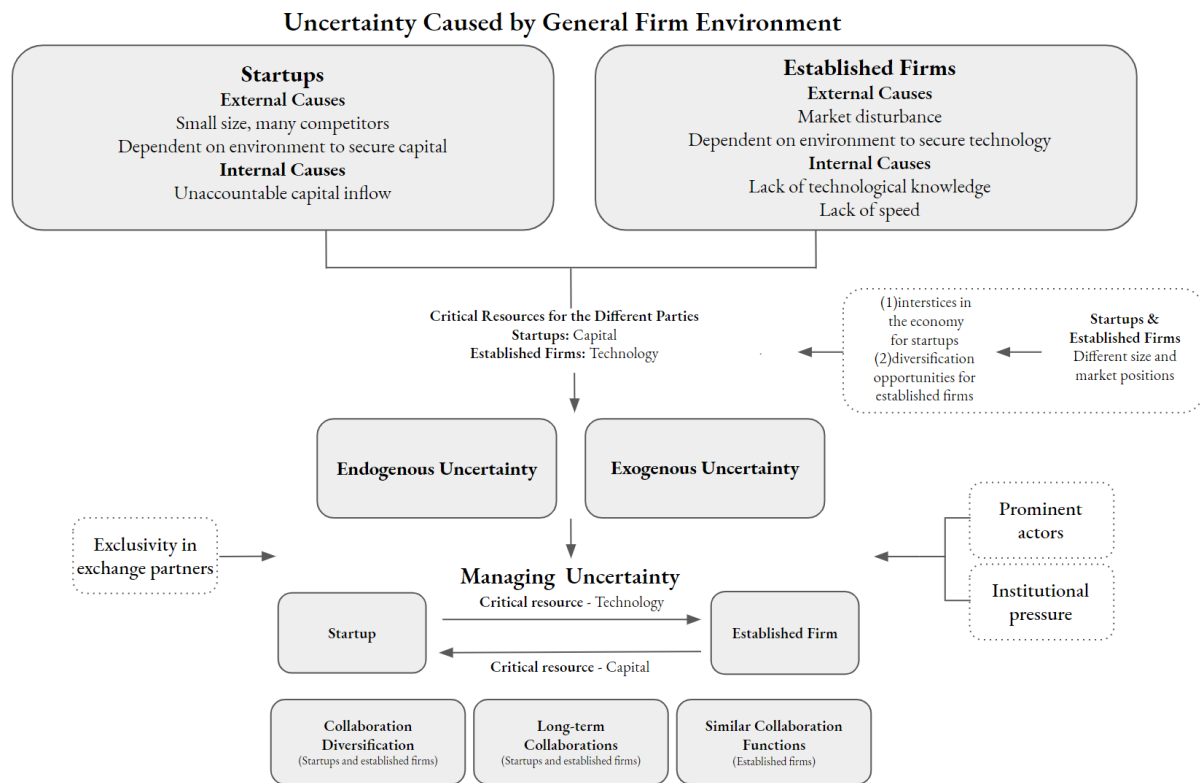 Uncertainty Caused by General Firm Environment
Startups
External Causes
Small size, many competitors
Dependent on environment to secure capital
Internal Causes
Unaccountable capital inflow
Established Firms
External Causes
Market disturbance
Dependent on environment to secure technology
Internal Causes
Lack of technological knowledge
Lack of speed
Critical Resources for the Different Parties
Startups: Capital
Established Firms: Technology
(1)interstices in
the economy
for startups
(2)diversification
opportunities for
established firms
Startups &
Established Firms
Different size and
market positions
Endogenous Uncertainty
Exogenous Uncertainty
Exclusivity in
exchange partners
Prominent
actors
Institutional
pressure
Managing Uncertainty
Critical resource - Technology
Startup
Established Firm
Critical resource - Capital
Collaboration
Diversification
(Startups and established firms)
Long-term
Collaborations
(Startups and established firms)
Similar Collaboration
Functions
(Established firms)